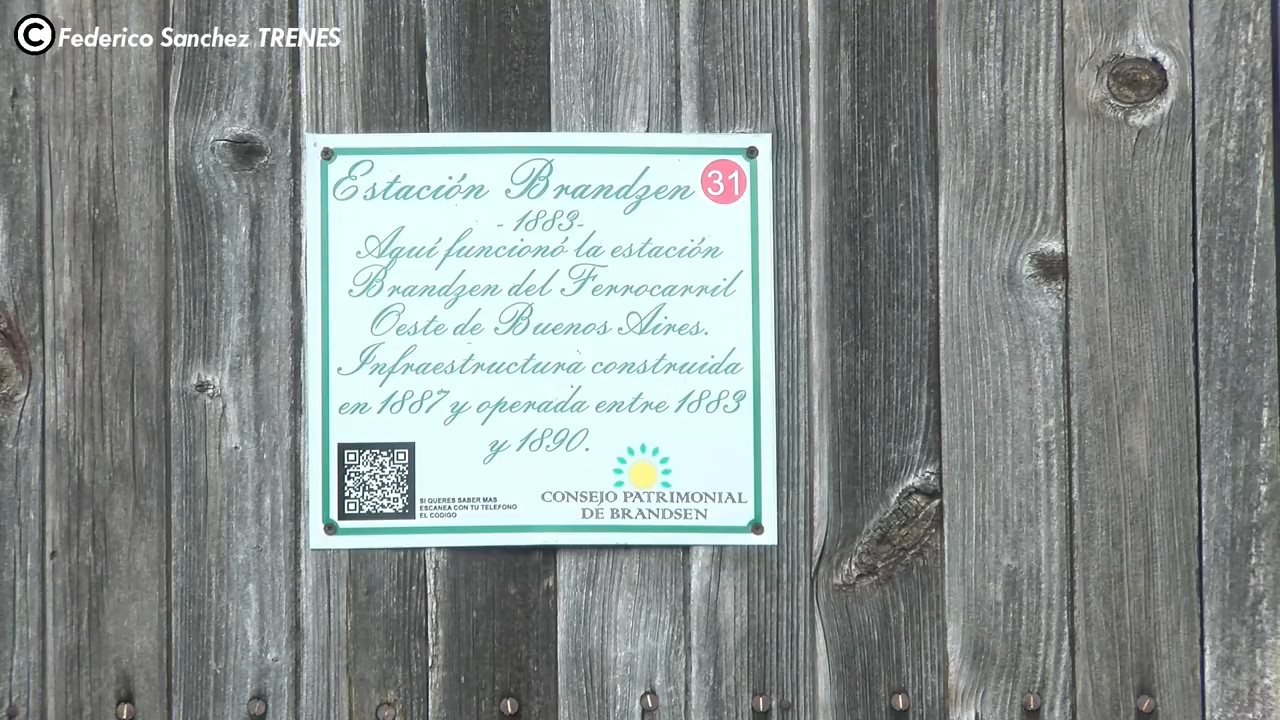 © Federico Sanchez TRENES
Estación Brandzen 31
- 1883-
Aquí funcionó la estación
Brandzen del Ferrocarril
Oeste de Buenos Aires.
Infraestructura construida
en 1887 y operada entre 1883
y 1890.
SI QUERES SABER MAS
ESCANEA CON TU TELEFONO
EL CODIGO
CONSEJO PATRIMONIAL
DE BRANDSEN